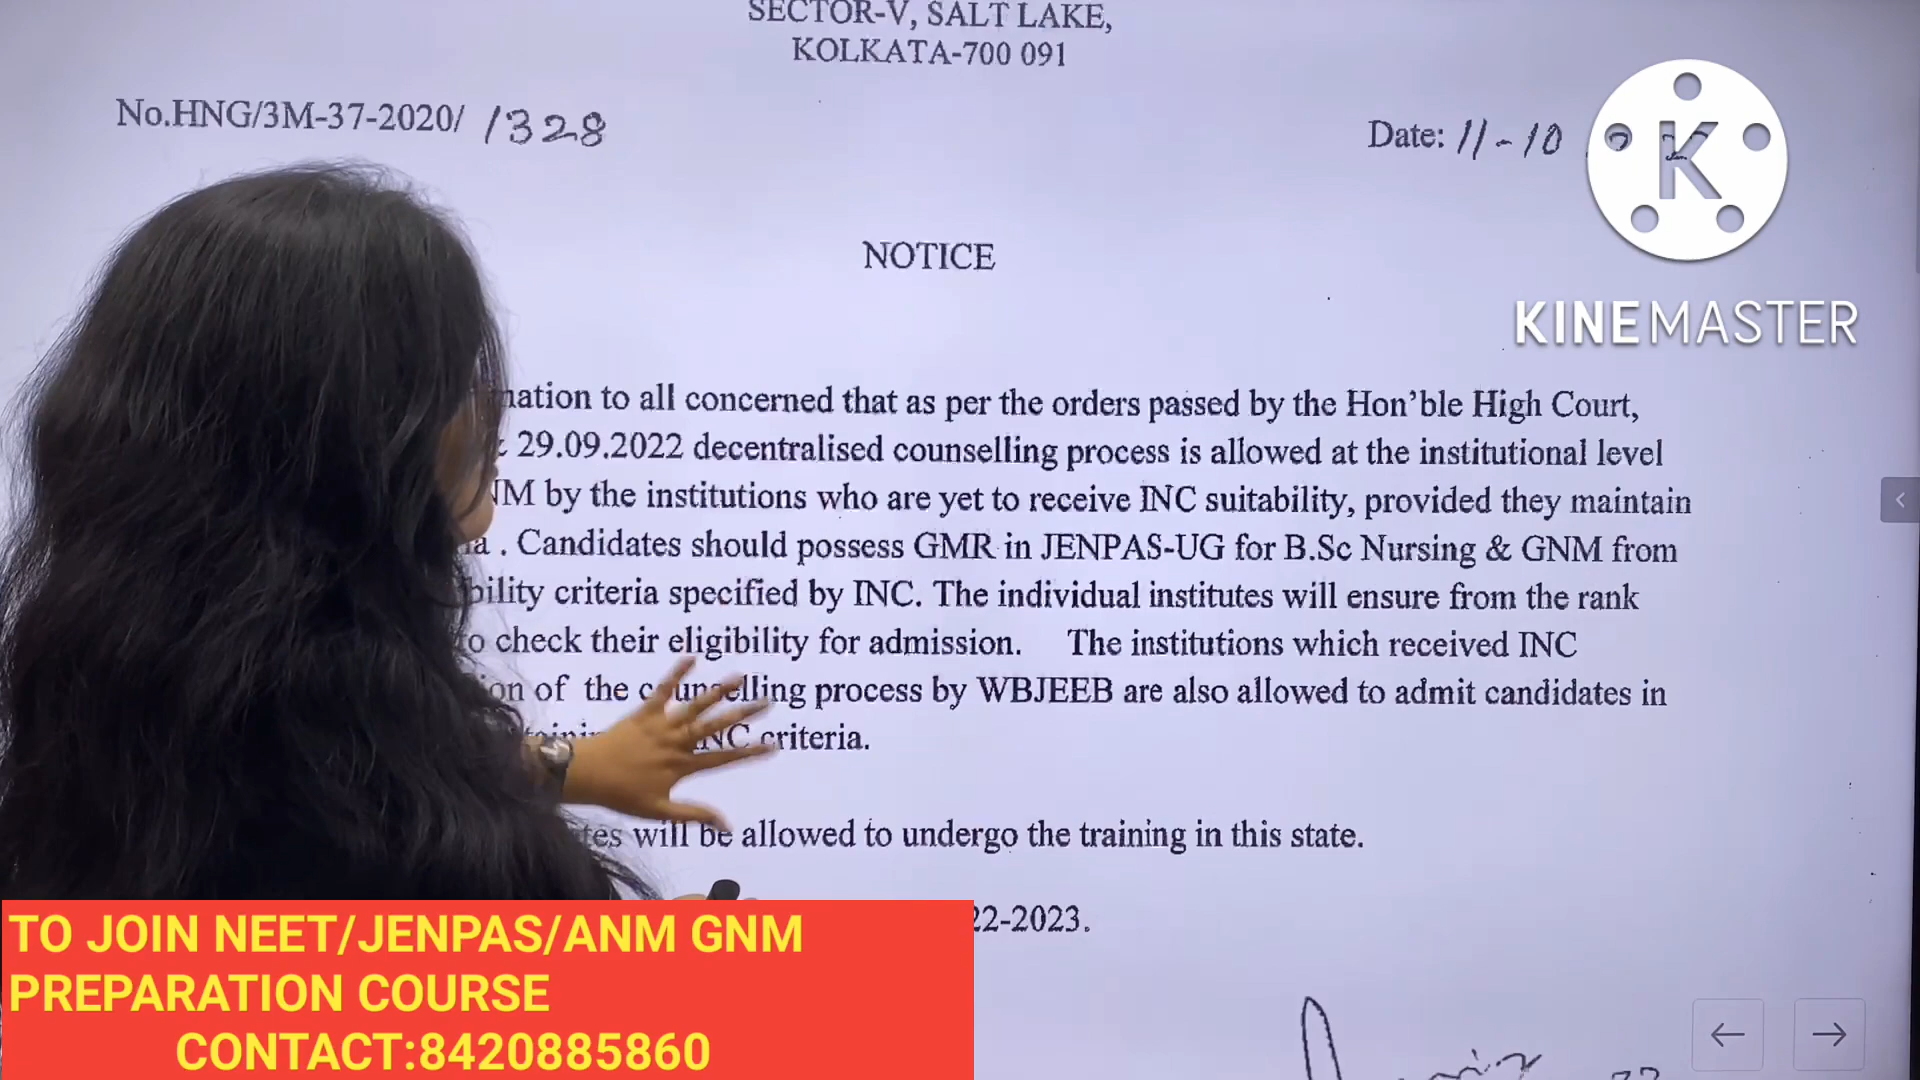 SECTOR-V, SALT LAKE,
KOLKATA-700 091
No.HNG/3M-37-2020/ 1328
Date: 11-10
NOTICE
KINEMASTER
to all concerned that as per the orders passed by the Hon'ble High Court,
29.09.2022 decentralised counselling process is allowed at the institutional level
by the institutions who are yet to receive INC suitability, provided they maintain
. Candidates should possess GMR in JENPAS-UG for B.Sc Nursing & GNM from
criteria specified by INC. The individual institutes will ensure from the rank
to check their eligibility for admission. The institutions which received INC
of the counselling process by WBJEEB are also allowed to admit candidates in
INC criteria.
will be allowed to undergo the training in this state.
22-2023.
TO JOIN NEET/JENPAS/ANM GNM
PREPARATION COURSE
CONTACT:8420885860